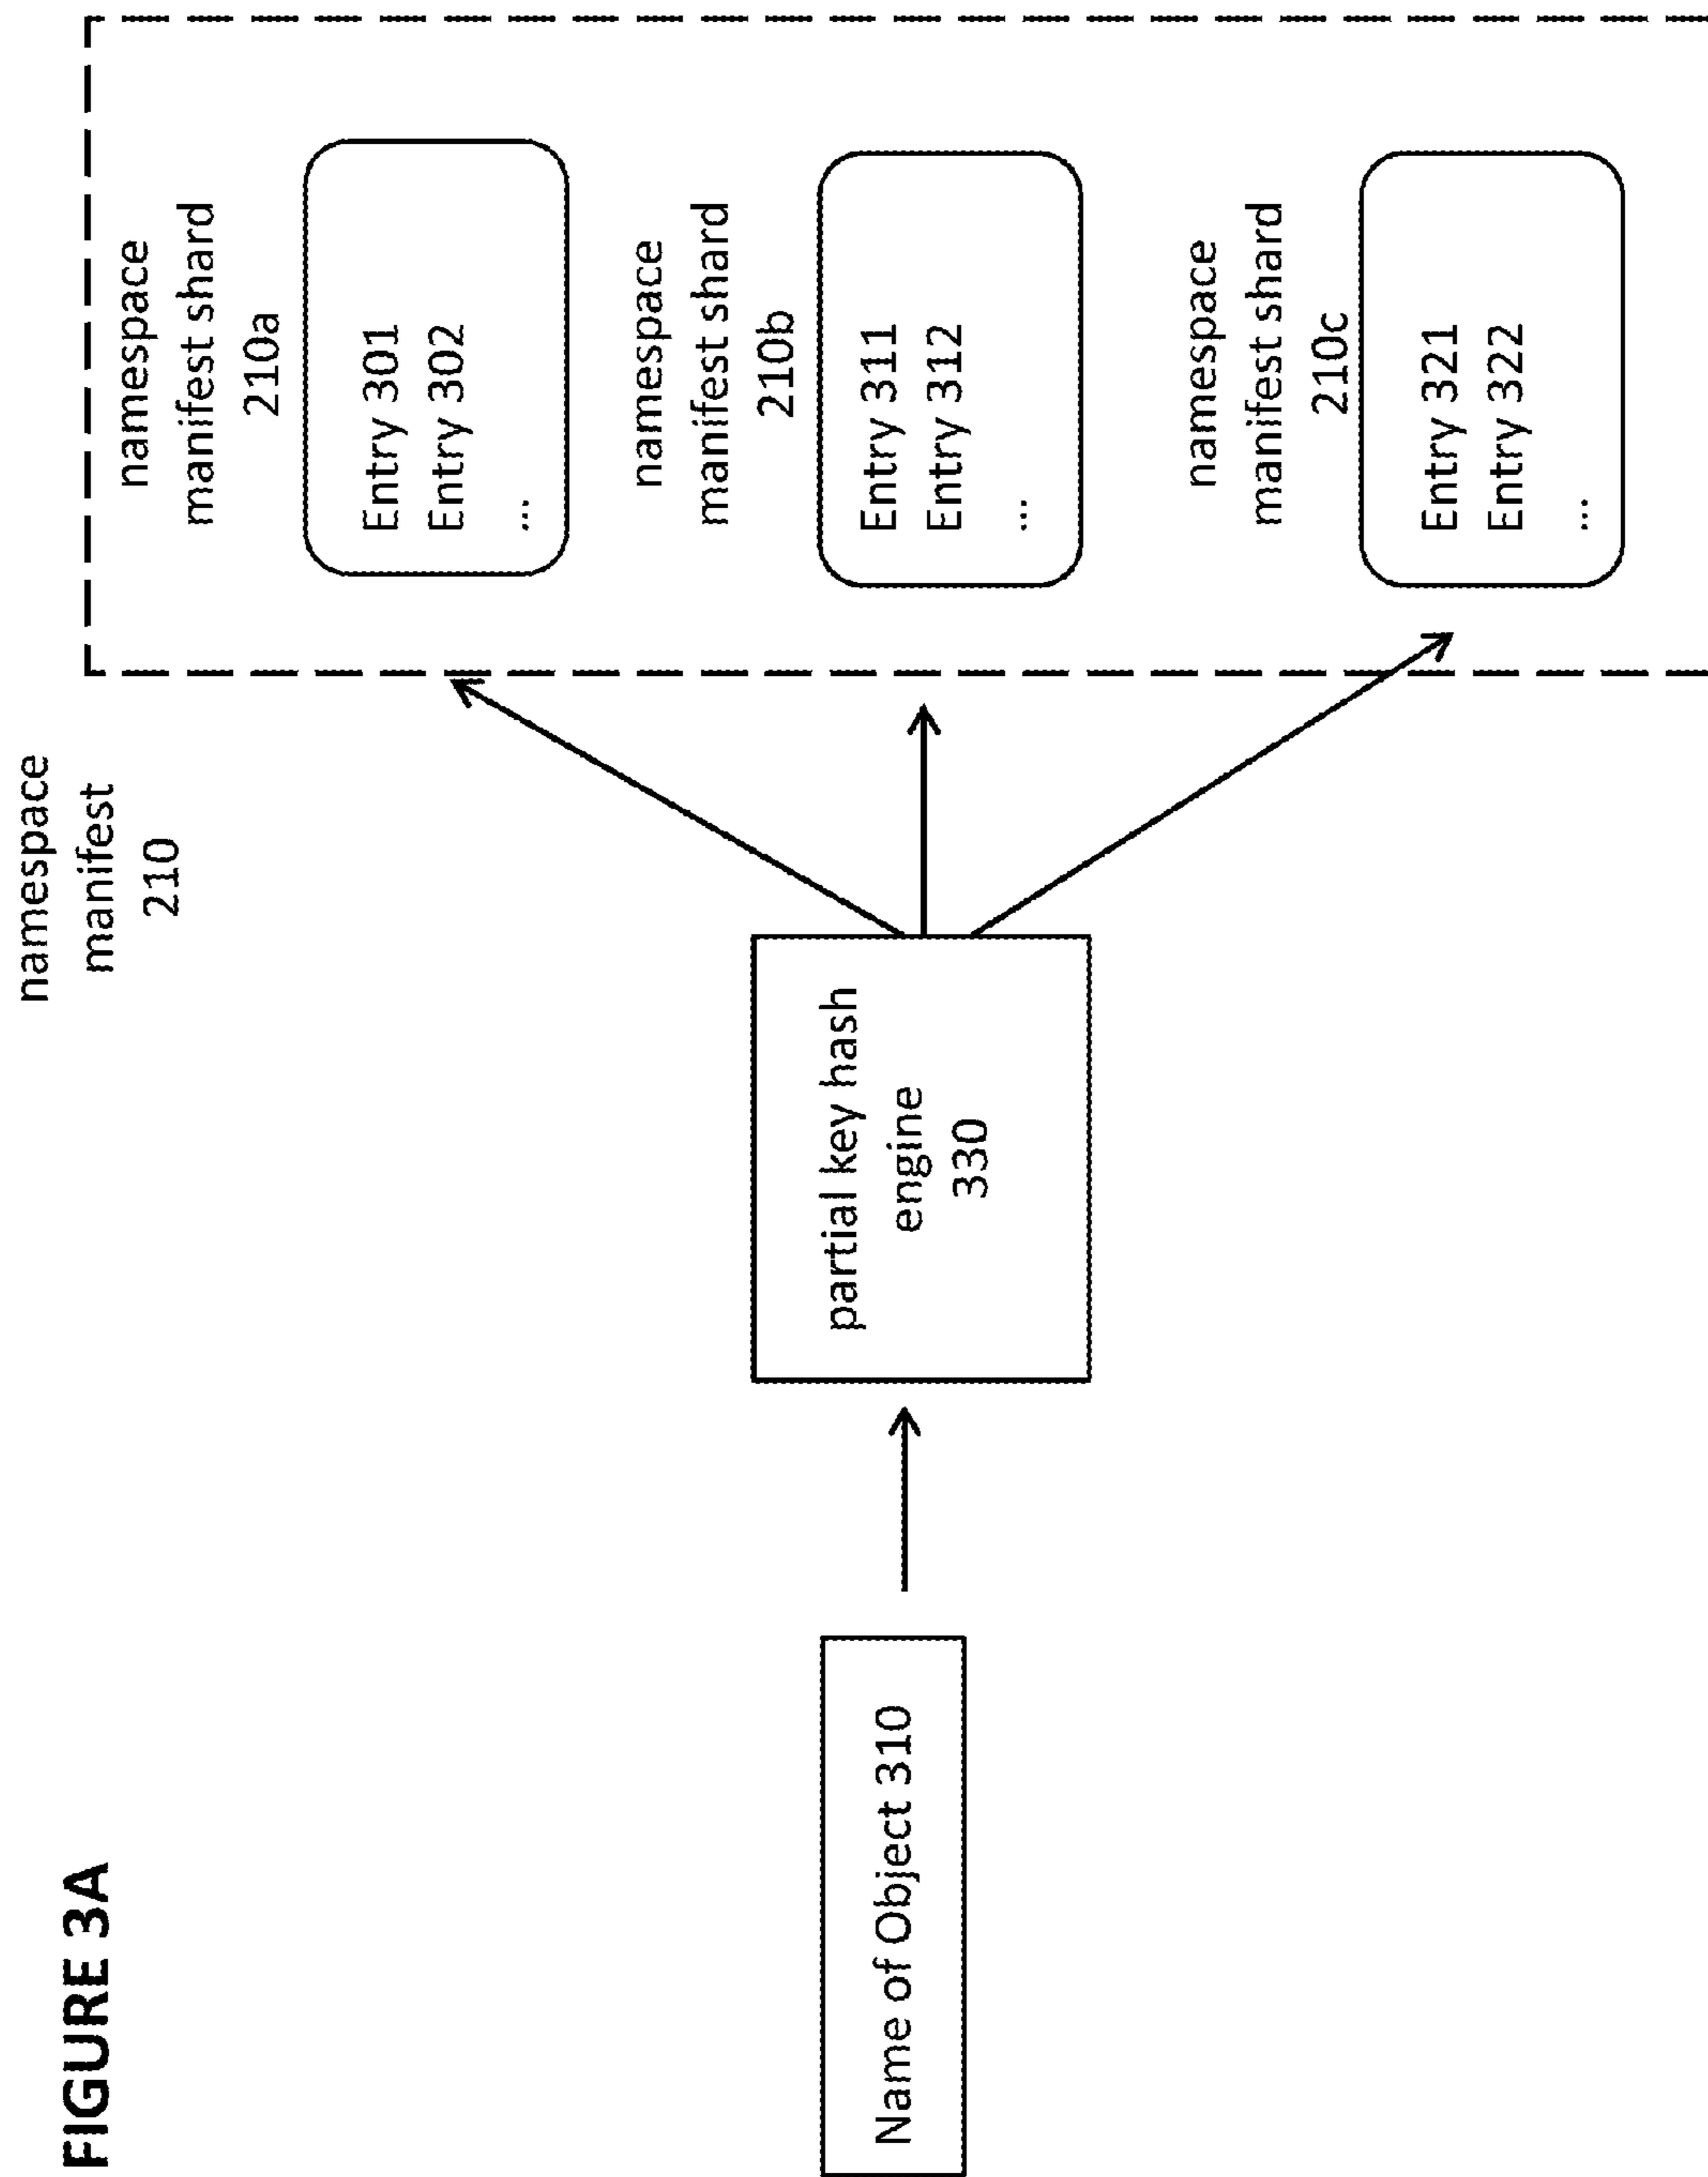 FIGURE 3A
namespace
manifest
210
Name of Object 310
partial key hash
engine
330
namespace
manifest shard
210a
Entry 301
Entry 302
...
namespace
manifest shard
210b
Entry 311
Entry 312
...
namespace
manifest shard
210c
Entry 321
Entry 322
...